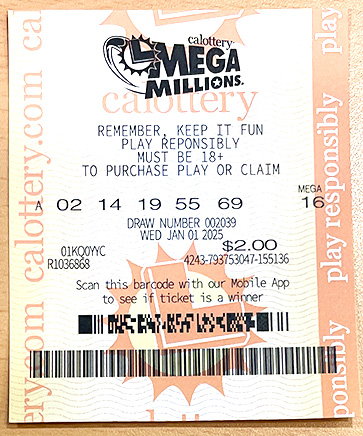 calottery
MEGA
MILLIONS
calottery
REMEMBER, KEEP IT FUN
PLAY REPONSIBLY
MUST BE 18+
TO PURCHASE PLAY OR CLAIM
MEGA
A 02 14 19 55 69 16
DRAW NUMBER 002039
WED JAN 01 2025
$2.00
01KQ0YYC
R1036868 4243-793753047-155136
Scan this barcode with our Mobile App
to see if ticket is a winner
calottery.com
play responsibly